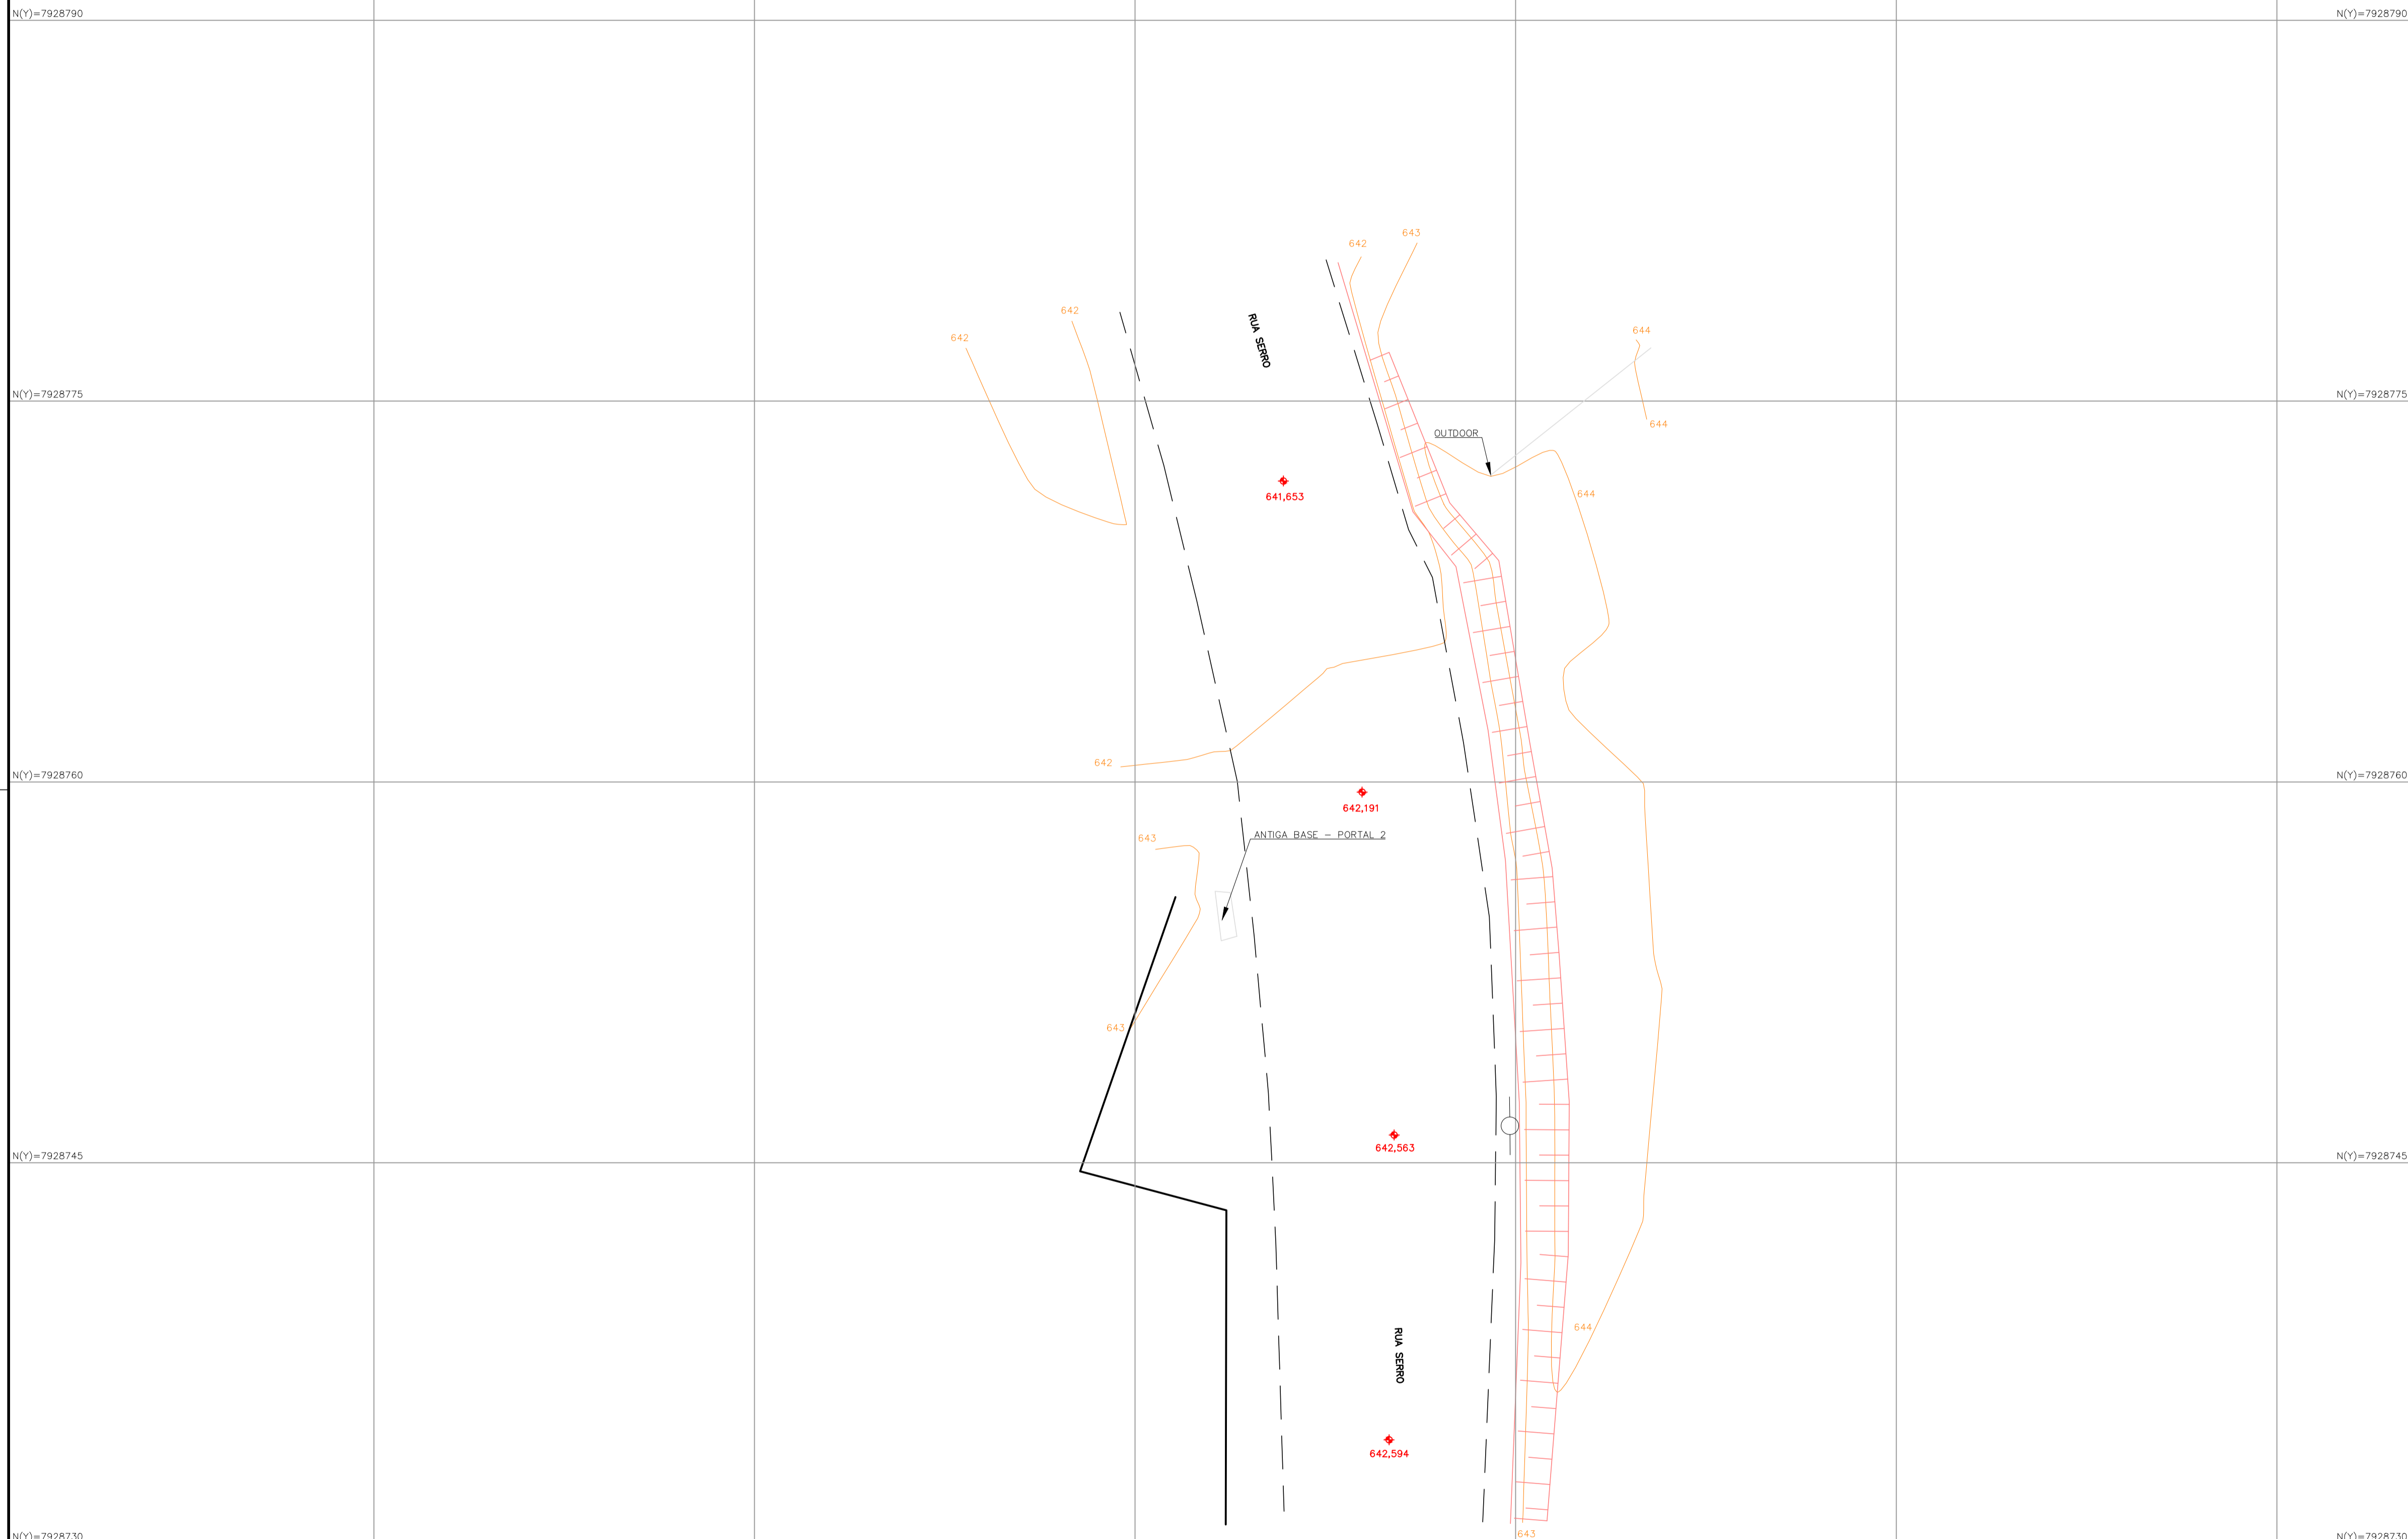 N(Y)=7928790
N(Y)=7928790
643
642
642
RUA SERRO
644
642
N(Y)=7928775
N(Y)=7928775
644
OUTDOOR
644
641,653
642
N(Y)=7928760
N(Y)=7928760
642,191
643
ANTIGA BASE – PORTAL 2
643
642,563
N(Y)=7928745
N(Y)=7928745
644
RUA SERRO
642,594
643
N(Y)=7928730
N(Y)=7928730